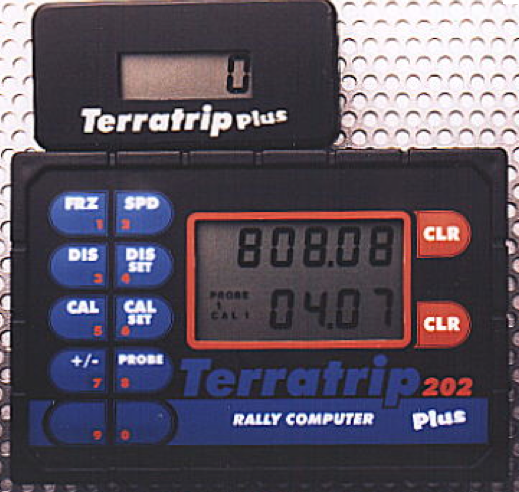 0
Terratrip Plus
FRZ 1 SPD 2
DIS 3 DIS SET 4
CAL 5 CAL SET 6
+/- 7 PROBE 8
9 0
808.08
PROBE
1
CAL 1
04.07
CLR
CLR
Terratrip 202
RALLY COMPUTER Plus